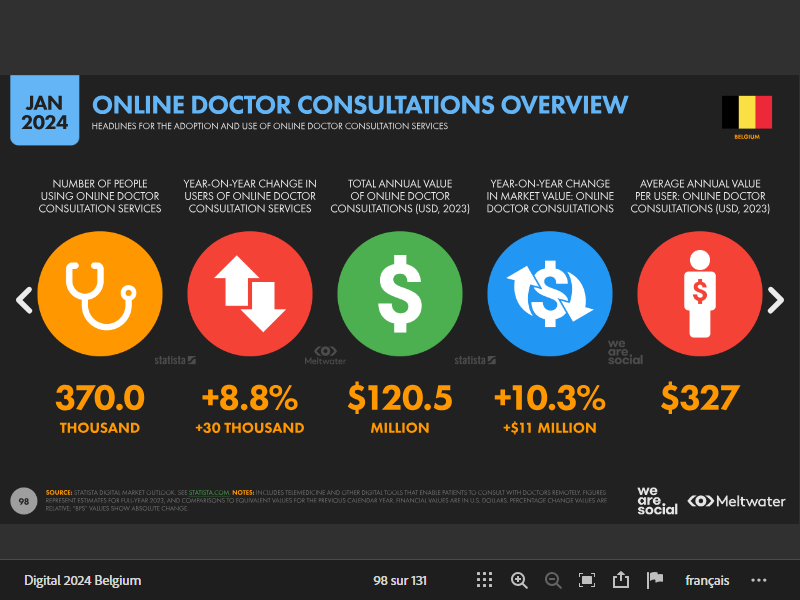 JAN
2024
ONLINE DOCTOR CONSULTATIONS OVERVIEW
HEADLINES FOR THE ADOPTION AND USE OF ONLINE DOCTOR CONSULTATION SERVICES
BELGIUM
NUMBER OF PEOPLE
USING ONLINE DOCTOR
CONSULTATION SERVICES
YEAR-ON-YEAR CHANGE IN
USERS OF ONLINE DOCTOR
CONSULTATION SERVICES
TOTAL ANNUAL VALUE
OF ONLINE DOCTOR
CONSULTATIONS (USD, 2023)
YEAR-ON-YEAR CHANGE
IN MARKET VALUE: ONLINE
DOCTOR CONSULTATIONS
AVERAGE ANNUAL VALUE
PER USER: ONLINE DOCTOR
CONSULTATIONS (USD, 2023)
$
$
$
statista
Meltwater
statista
we
are.
social
370.0
THOUSAND
+8.8%
+30 THOUSAND
$120.5
MILLION
+10.3%
+$11 MILLION
$327
98
SOURCE: STATISTA DIGITAL MARKET OUTLOOK. SEE STATISTA.COM. NOTES: INCLUDES TELEMEDICINE AND OTHER DIGITAL TOOLS THAT ENABLE PATIENTS TO CONSULT WITH DOCTORS REMOTELY. FIGURES
REPRESENT ESTIMATES FOR FULL-YEAR 2023, AND COMPARISONS TO EQUIVALENT VALUES FOR THE PREVIOUS CALENDAR YEAR. FINANCIAL VALUES ARE IN U.S. DOLLARS. PERCENTAGE CHANGE VALUES ARE
RELATIVE; "BPS" VALUES SHOW ABSOLUTE CHANGE.
we
are.
social
Meltwater
Digital 2024 Belgium
98 sur 131
français